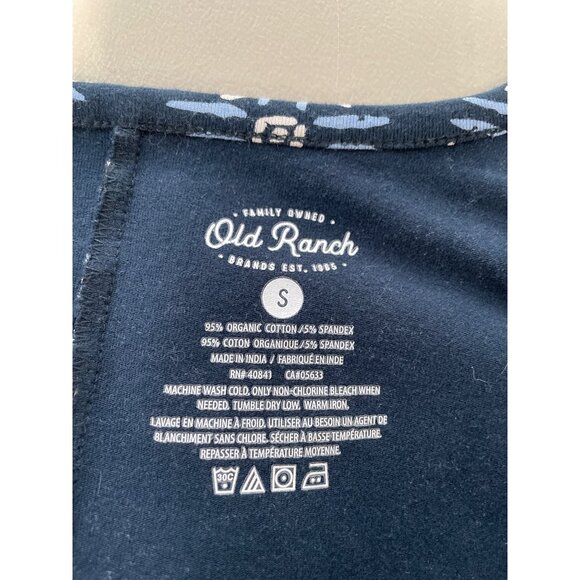 • FAMILY OWNED •
Old Ranch
• BRANDS EST. 1985 •
S
95% ORGANIC COTTON /5% SPANDEX
95% COTON ORGANIQUE /5% SPANDEX
MADE IN INDIA / FABRIQUÉ EN INDE
RN# 40841 CA#05633
MACHINE WASH COLD, ONLY NON-CHLORINE BLEACH WHEN
NEEDED. TUMBLE DRY LOW. WARM IRON.
LAVAGE EN MACHINE À FROID. UTILISER AU BESOIN UN AGENT DE
BLANCHIMENT SANS CHLORE. SÉCHER À BASSE TEMPÉRATURE.
REPASSER À TEMPÉRATURE MOYENNE.
30C